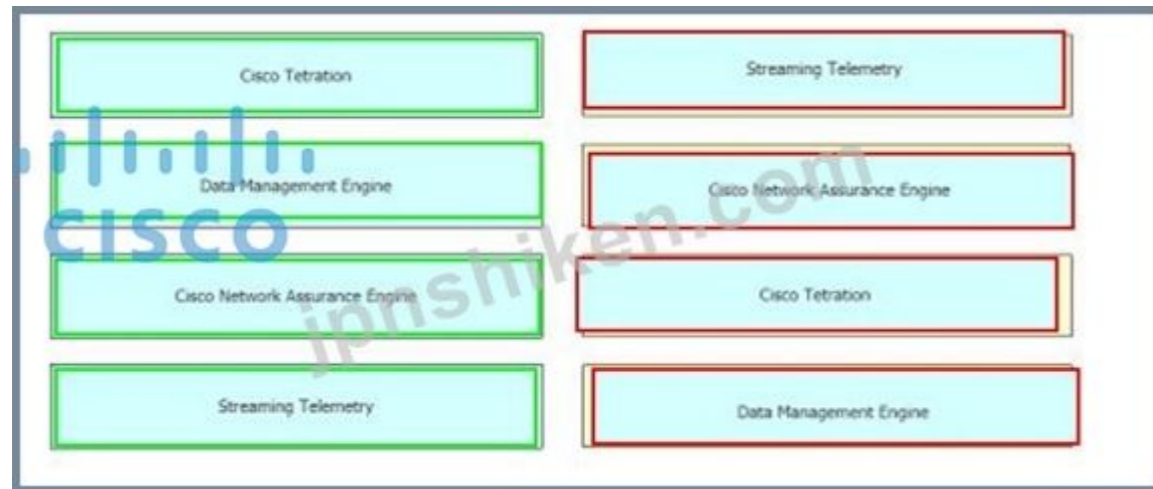 Cisco Tetration
Streaming Telemetry
Data Management Engine
Cisco Network Assurance Engine
CISCO
jpnshiken.com
Cisco Network Assurance Engine
Cisco Tetration
Streaming Telemetry
Data Management Engine